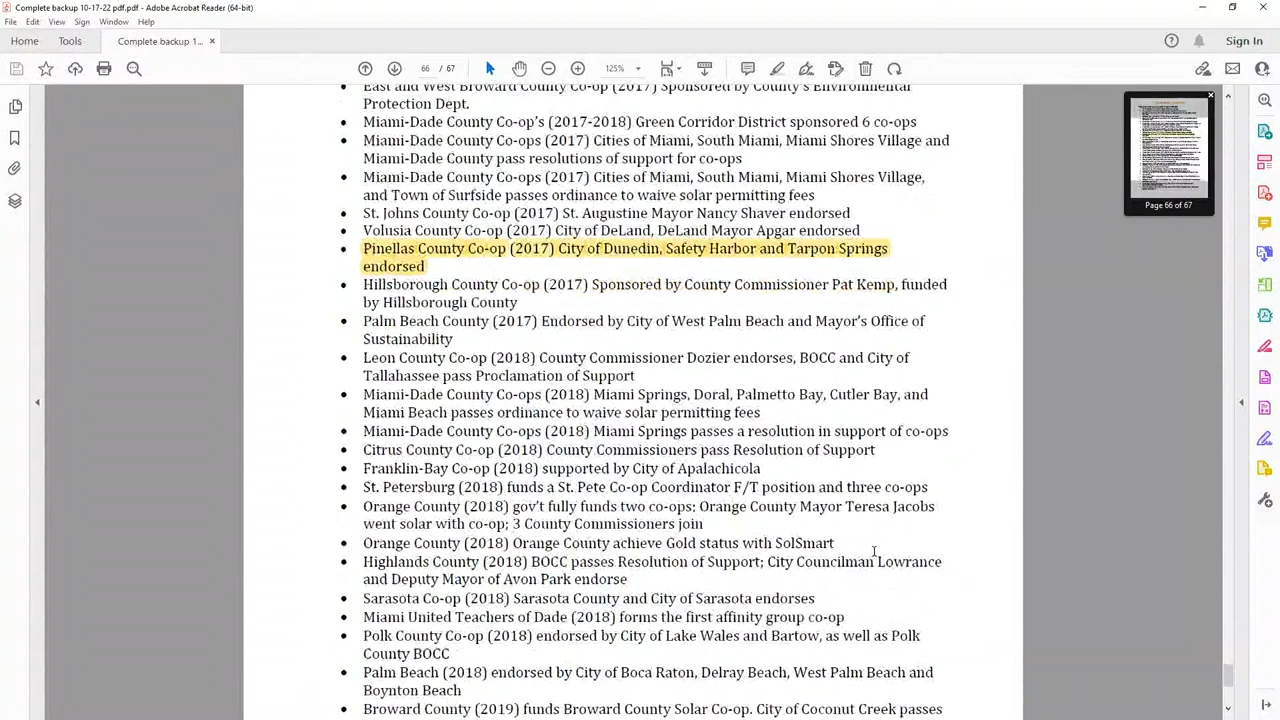 Complete backup 10-17-22 pdf.pdf - Adobe Acrobat Reader (64-bit)
File Edit View Sign Window Help
Home Tools Complete backup 1... × Sign In
66 / 67 125%
East and West Broward County Co-op (2017) Sponsored by County's Environmental
Protection Dept.
• Miami-Dade County Co-op's (2017-2018) Green Corridor District sponsored 6 co-ops
• Miami-Dade County Co-ops (2017) Cities of Miami, South Miami, Miami Shores Village and
Miami-Dade County pass resolutions of support for co-ops
• Miami-Dade County Co-ops (2017) Cities of Miami, South Miami, Miami Shores Village,
and Town of Surfside passes ordinance to waive solar permitting fees
• St. Johns County Co-op (2017) St. Augustine Mayor Nancy Shaver endorsed
• Volusia County Co-op (2017) City of DeLand, DeLand Mayor Apgar endorsed
• Pinellas County Co-op (2017) City of Dunedin, Safety Harbor and Tarpon Springs
endorsed
• Hillsborough County Co-op (2017) Sponsored by County Commissioner Pat Kemp, funded
by Hillsborough County
• Palm Beach County (2017) Endorsed by City of West Palm Beach and Mayor's Office of
Sustainability
• Leon County Co-op (2018) County Commissioner Dozier endorses, BOCC and City of
Tallahassee pass Proclamation of Support
• Miami-Dade County Co-ops (2018) Miami Springs, Doral, Palmetto Bay, Cutler Bay, and
Miami Beach passes ordinance to waive solar permitting fees
• Miami-Dade County Co-ops (2018) Miami Springs passes a resolution in support of co-ops
• Citrus County Co-op (2018) County Commissioners pass Resolution of Support
• Franklin-Bay Co-op (2018) supported by City of Apalachicola
• St. Petersburg (2018) funds a St. Pete Co-op Coordinator F/T position and three co-ops
• Orange County (2018) gov't fully funds two co-ops: Orange County Mayor Teresa Jacobs
went solar with co-op; 3 County Commissioners join
• Orange County (2018) Orange County achieve Gold status with SolSmart
• Highlands County (2018) BOCC passes Resolution of Support; City Councilman Lowrance
and Deputy Mayor of Avon Park endorse
• Sarasota Co-op (2018) Sarasota County and City of Sarasota endorses
• Miami United Teachers of Dade (2018) forms the first affinity group co-op
• Polk County Co-op (2018) endorsed by City of Lake Wales and Bartow, as well as Polk
County BOCC
• Palm Beach (2018) endorsed by City of Boca Raton, Delray Beach, West Palm Beach and
Boynton Beach
• Broward County (2019) funds Broward County Solar Co-op. City of Coconut Creek passes
Page 66 of 67